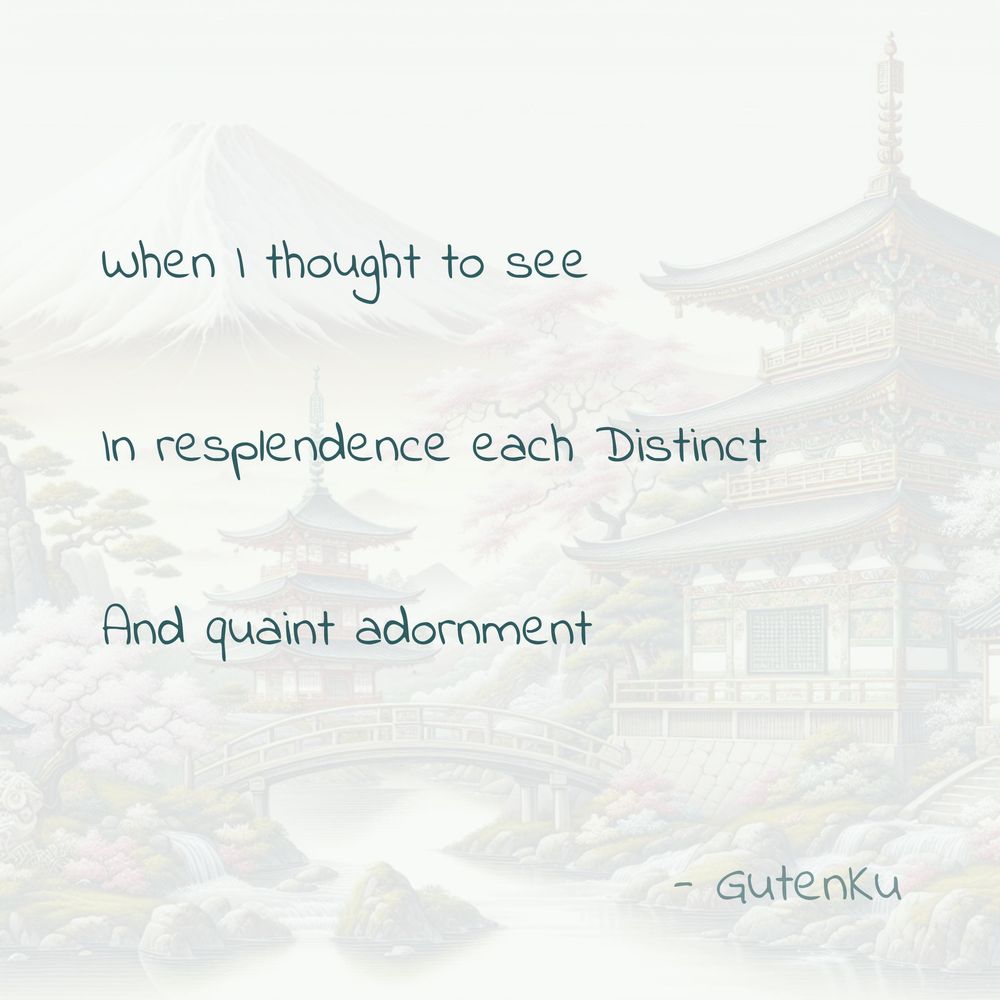 When I thought to see
In resplendence each Distinct
And quaint adornment
- GutenKu